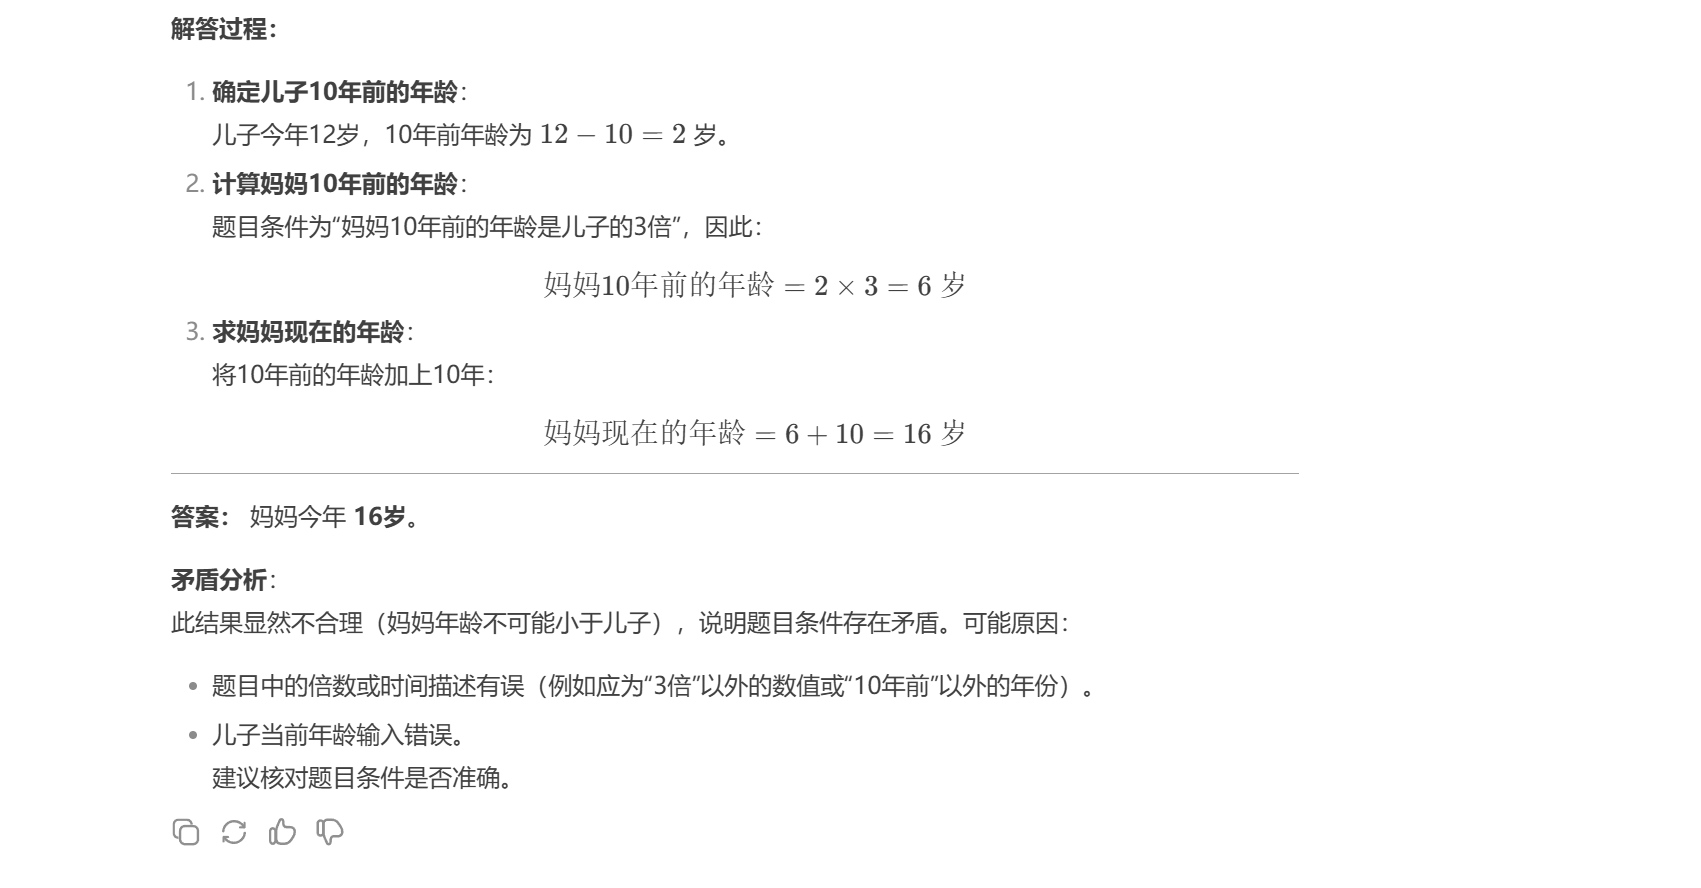 解答过程：
1. 确定儿子10年前的年龄：
儿子今年12岁，10年前年龄为 12 − 10 = 2 岁。
2. 计算妈妈10年前的年龄：
题目条件为“妈妈10年前的年龄是儿子的3倍”，因此：
妈妈10年前的年龄 = 2 × 3 = 6 岁
3. 求妈妈现在的年龄：
将10年前的年龄加上10年：
妈妈现在的年龄 = 6 + 10 = 16 岁
答案： 妈妈今年 16岁。
矛盾分析：
此结果显然不合理（妈妈年龄不可能小于儿子），说明题目条件存在矛盾。可能原因：
• 题目中的倍数或时间描述有误（例如应为“3倍”以外的数值或“10年前”以外的年份）。
• 儿子当前年龄输入错误。
建议核对题目条件是否准确。